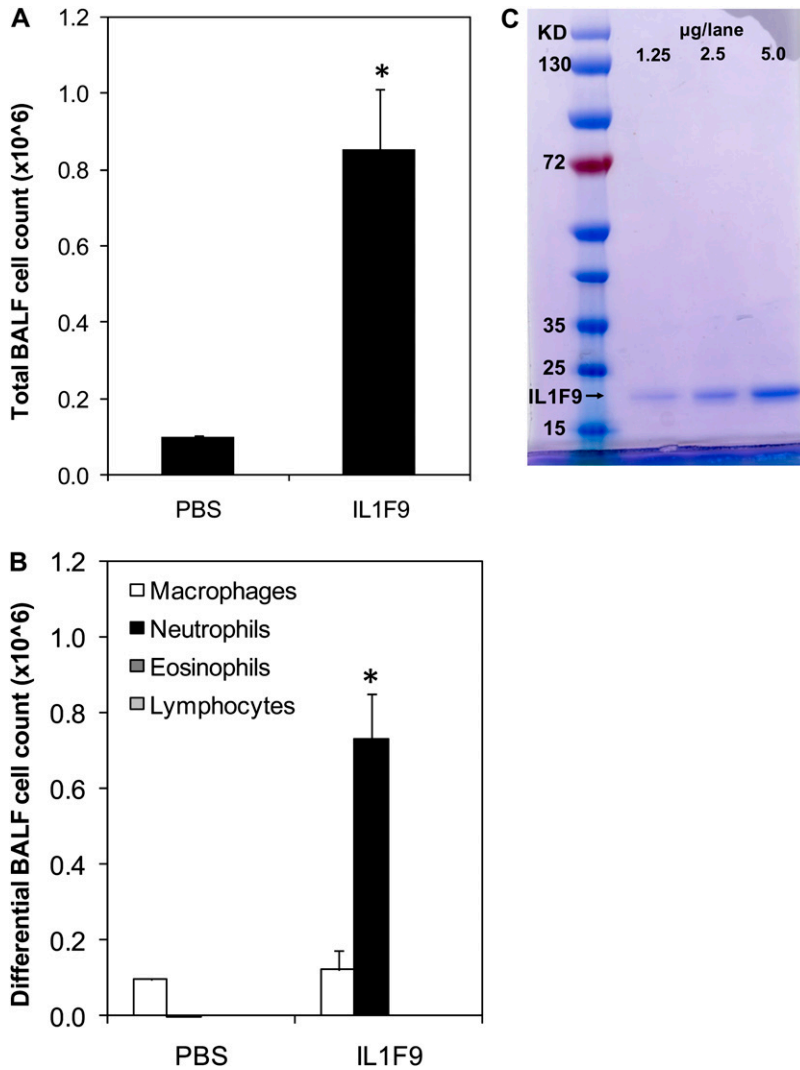 A
Total BALF cell count (x10^6)
1.2
1.0
0.8
0.6
0.4
0.2
0.0
*
PBS
IL1F9
C
KD
µg/lane
1.25
2.5
5.0
130
72
35
25
IL1F9→
15
B
Differential BALF cell count (x10^6)
1.2
1.0
0.8
0.6
0.4
0.2
0.0
Macrophages
Neutrophils
Eosinophils
Lymphocytes
*
PBS
IL1F9